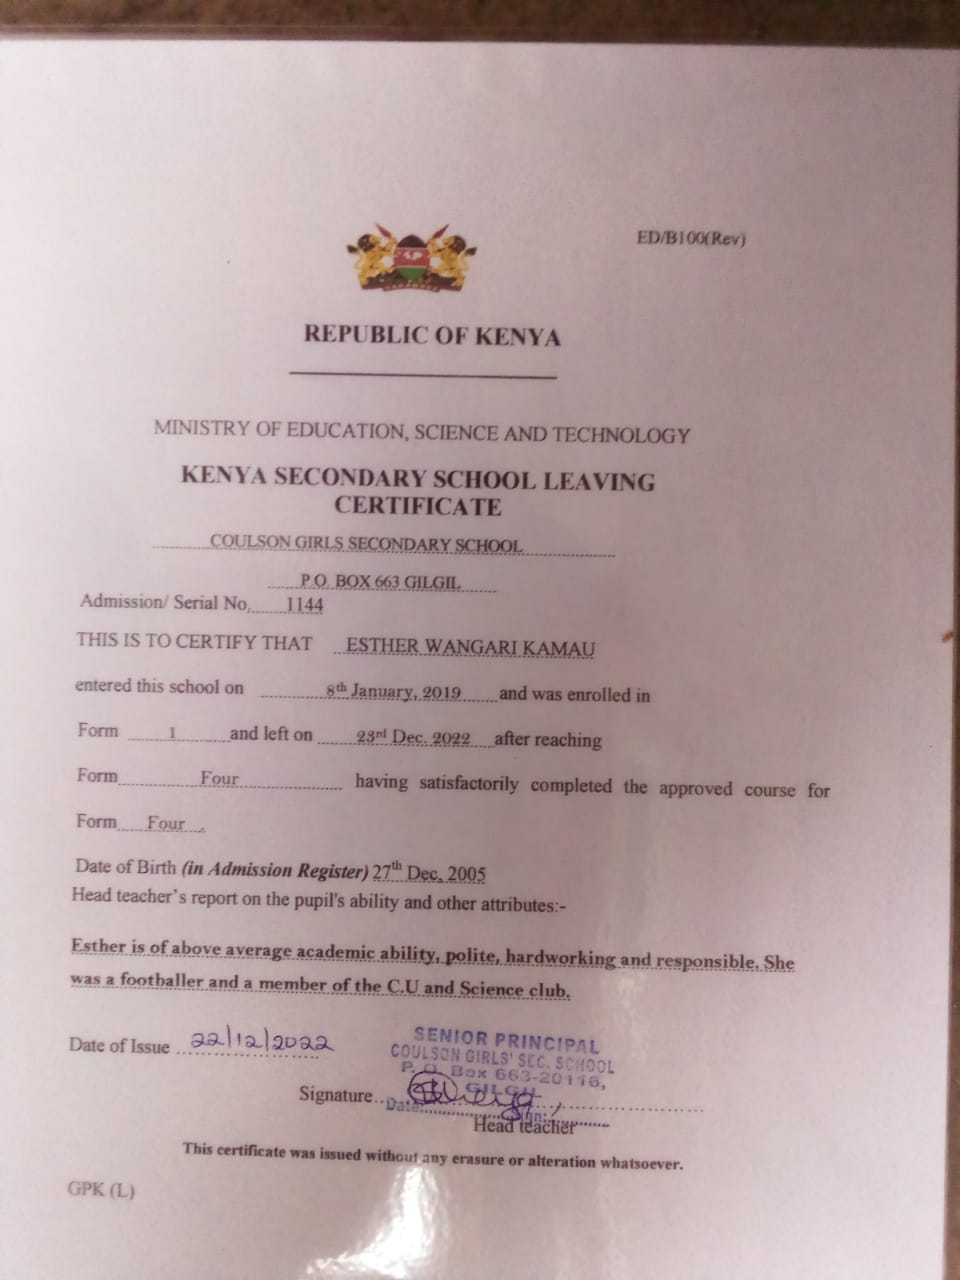 ED/B100(Rev)
REPUBLIC OF KENYA
MINISTRY OF EDUCATION, SCIENCE AND TECHNOLOGY
KENYA SECONDARY SCHOOL LEAVING
CERTIFICATE
COULSON GIRLS SECONDARY SCHOOL
P.O. BOX 663 GILGIL
Admission/ Serial No. 1144
THIS IS TO CERTIFY THAT ESTHER WANGARI KAMAU
entered this school on 8th January, 2019 and was enrolled in
Form 1 and left on 23rd Dec. 2022 after reaching
Form Four having satisfactorily completed the approved course for
Form Four .
Date of Birth (in Admission Register) 27th Dec, 2005
Head teacher's report on the pupil's ability and other attributes:-
Esther is of above average academic ability, polite, hardworking and responsible. She
was a footballer and a member of the C.U and Science club.
Date of Issue 22/12/2022
SENIOR PRINCIPAL
COULSON GIRLS' SEC. SCHOOL
P. O. Box 663-20116,
GILGIL
Signature
Date: Sign:
Head teacher
This certificate was issued without any erasure or alteration whatsoever.
GPK (L)